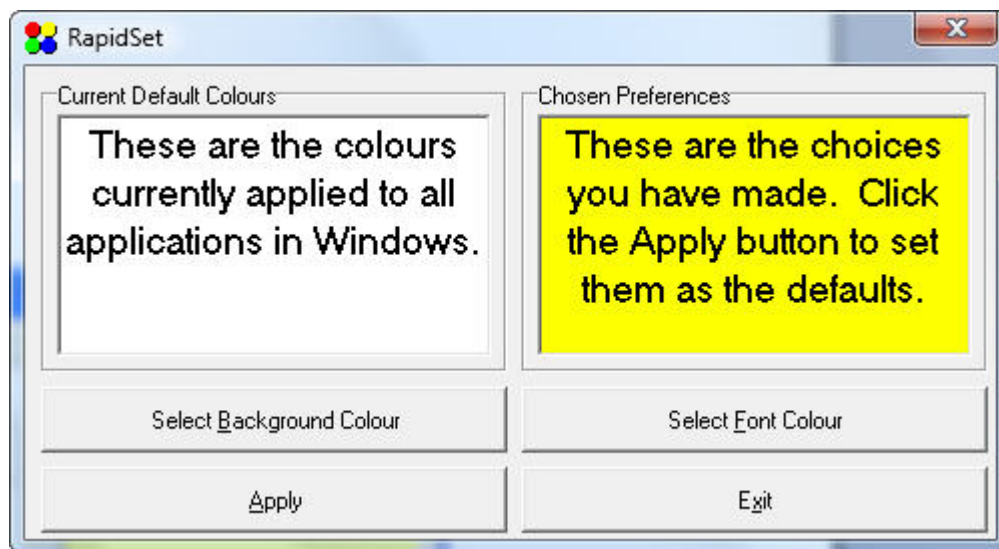 RapidSet
Current Default Colours
These are the colours
currently applied to all
applications in Windows.
Chosen Preferences
These are the choices
you have made.  Click
the Apply button to set
them as the defaults.
Select Background Colour
Select Font Colour
Apply
Exit